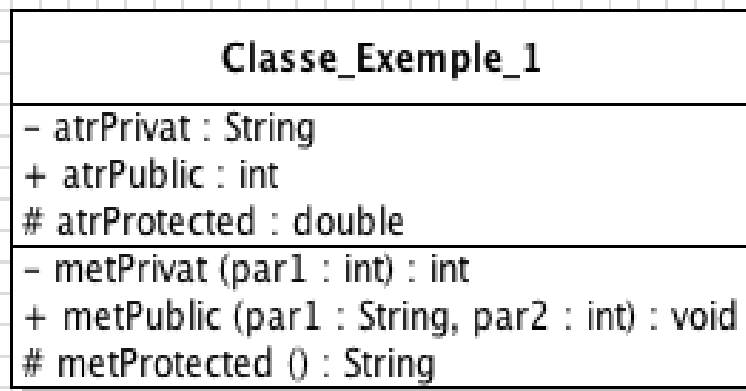 Classe_Exemple_1
- atrPrivat : String
+ atrPublic : int
# atrProtected : double
- metPrivat (par1 : int) : int
+ metPublic (par1 : String, par2 : int) : void
# metProtected () : String